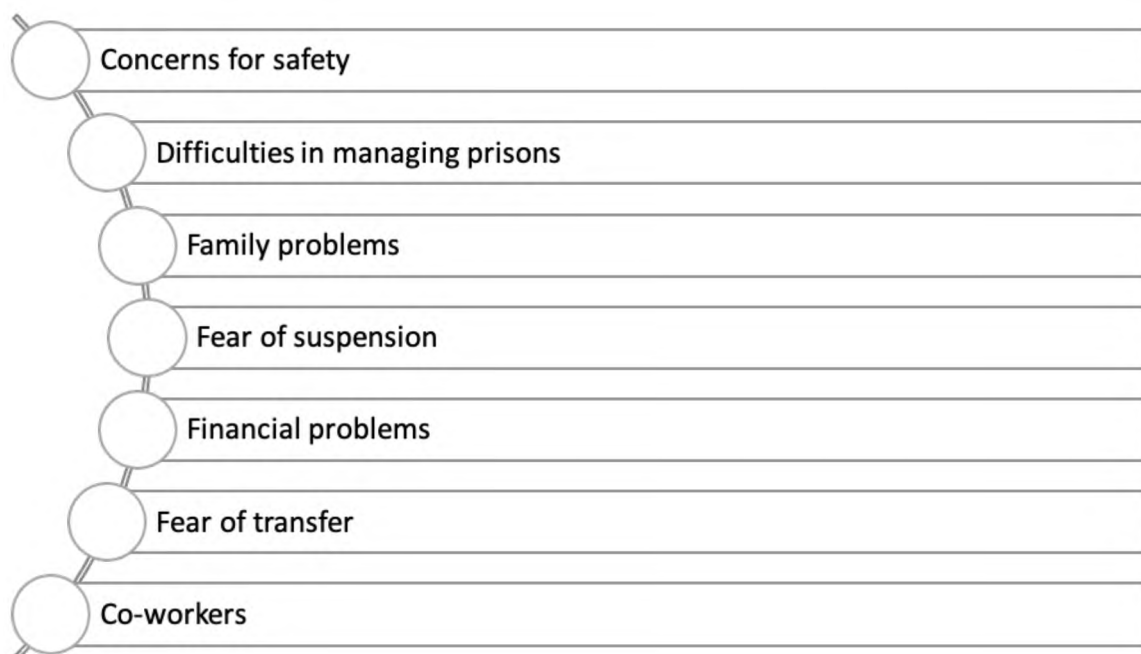 Concerns for safety
Difficulties in managing prisons
Family problems
Fear of suspension
Financial problems
Fear of transfer
Co-workers